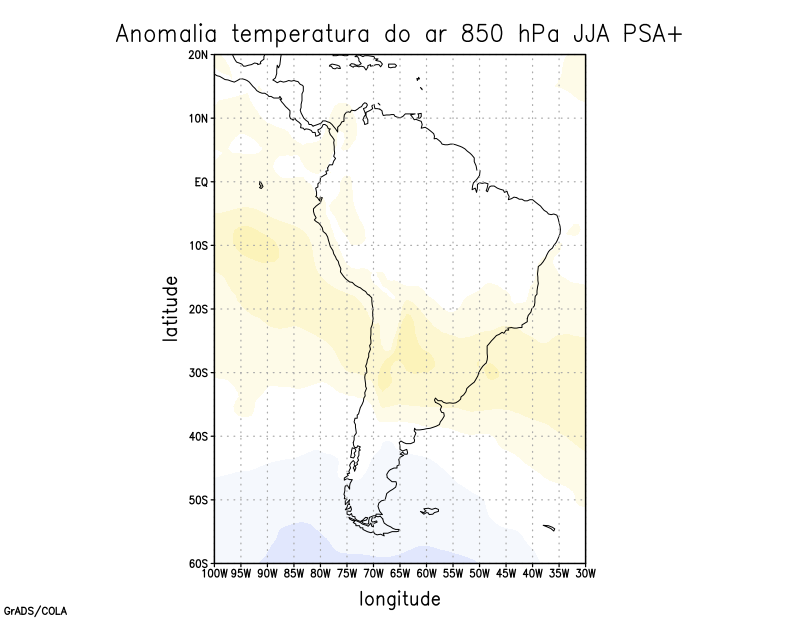 Anomalia temperatura do ar 850 hPa JJA PSA+
20N
10N
EQ
10S
20S
30S
40S
50S
60S
latitude
100W 95W 90W 85W 80W 75W 70W 65W 60W 55W 50W 45W 40W 35W 30W
longitude
GrADS/COLA